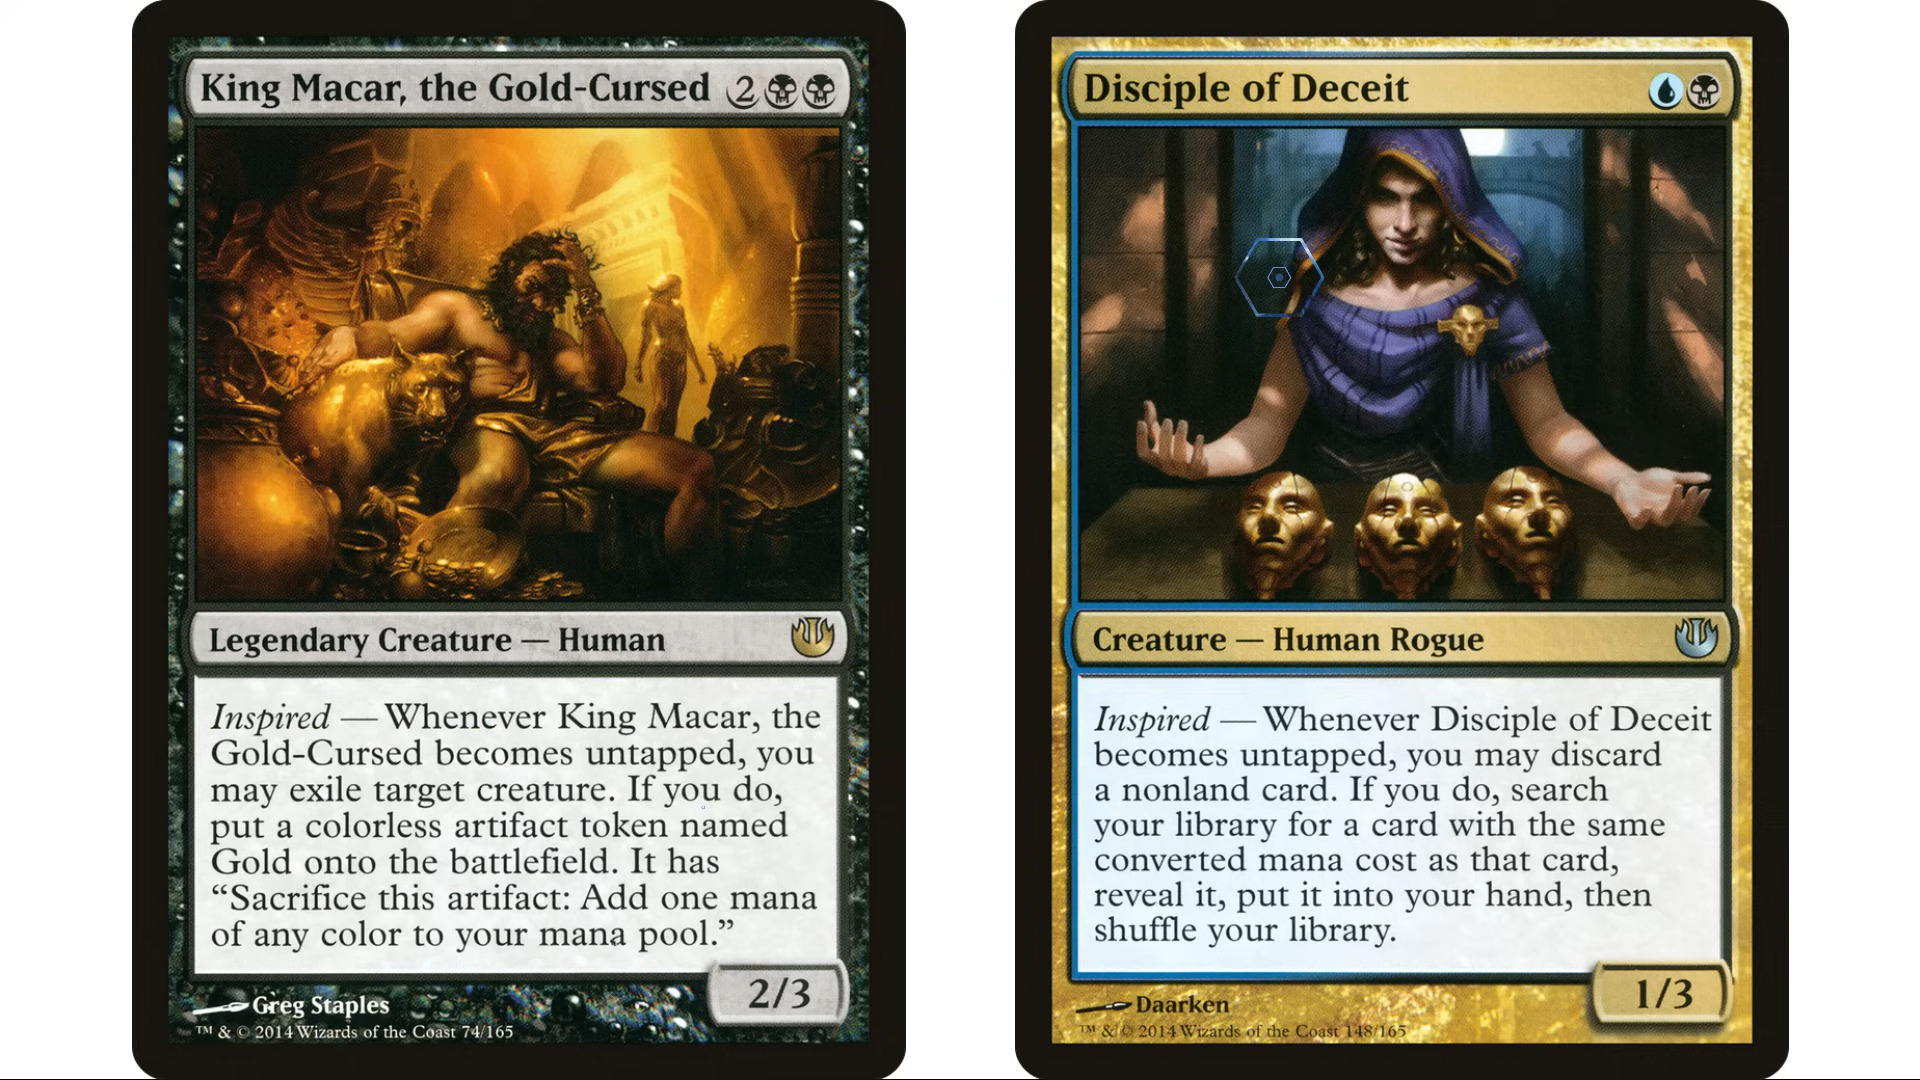 King Macar, the Gold-Cursed 2
Legendary Creature — Human
Inspired — Whenever King Macar, the
Gold-Cursed becomes untapped, you
may exile target creature. If you do,
put a colorless artifact token named
Gold onto the battlefield. It has
“Sacrifice this artifact: Add one mana
of any color to your mana pool.”
2/3
Greg Staples
™ & © 2014 Wizards of the Coast 74/165
Disciple of Deceit
Creature — Human Rogue
Inspired — Whenever Disciple of Deceit
becomes untapped, you may discard
a nonland card. If you do, search
your library for a card with the same
converted mana cost as that card,
reveal it, put it into your hand, then
shuffle your library.
1/3
Daarken
™ & © 2014 Wizards of the Coast 148/165